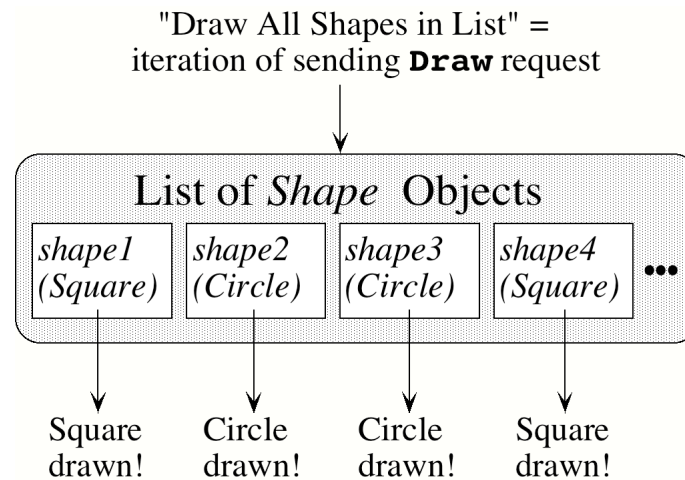 "Draw All Shapes in List" =
iteration of sending Draw request
List of Shape Objects
shape1
(Square)
shape2
(Circle)
shape3
(Circle)
shape4
(Square)
•••
Square
drawn!
Circle
drawn!
Circle
drawn!
Square
drawn!